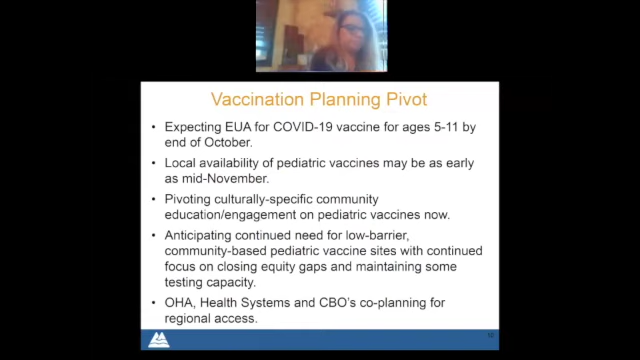 Vaccination Planning Pivot
• Expecting EUA for COVID-19 vaccine for ages 5-11 by
end of October.
• Local availability of pediatric vaccines may be as early
as mid-November.
• Pivoting culturally-specific community
education/engagement on pediatric vaccines now.
• Anticipating continued need for low-barrier,
community-based pediatric vaccine sites with continued
focus on closing equity gaps and maintaining some
testing capacity.
• OHA, Health Systems and CBO's co-planning for
regional access.